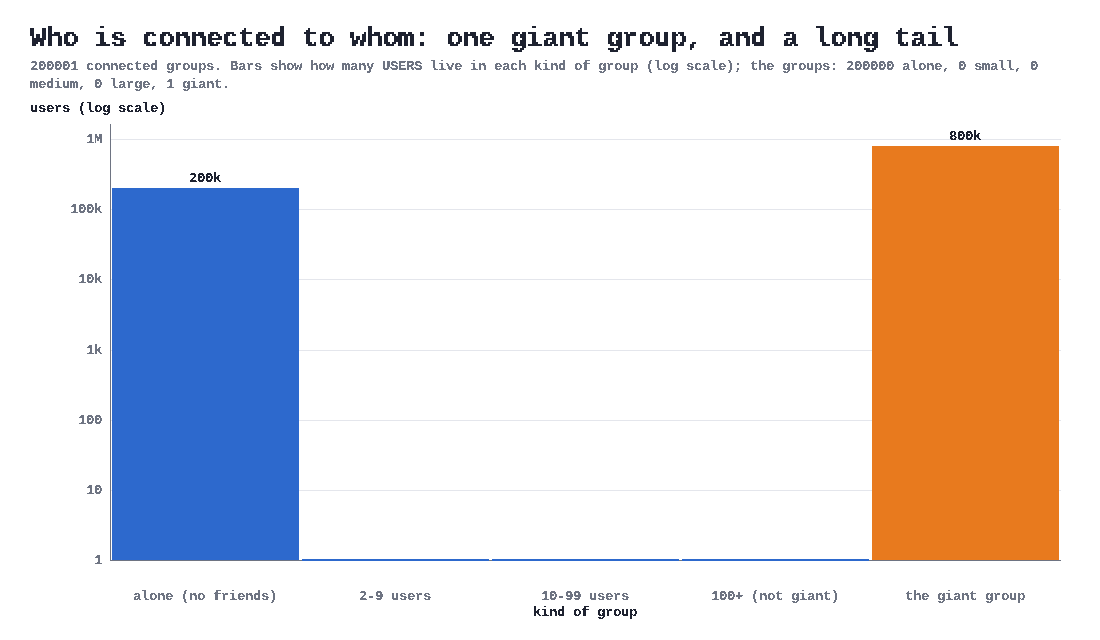 Who is connected to whom: one giant group, and a long tail
200001 connected groups. Bars show how many USERS live in each kind of group (log scale); the groups: 200000 alone, 0 small, 0
medium, 0 large, 1 giant.
users (log scale)
1M
100k
10k
1k
100
10
1
200k
800k
alone (no friends)
2-9 users
10-99 users
100+ (not giant)
the giant group
kind of group